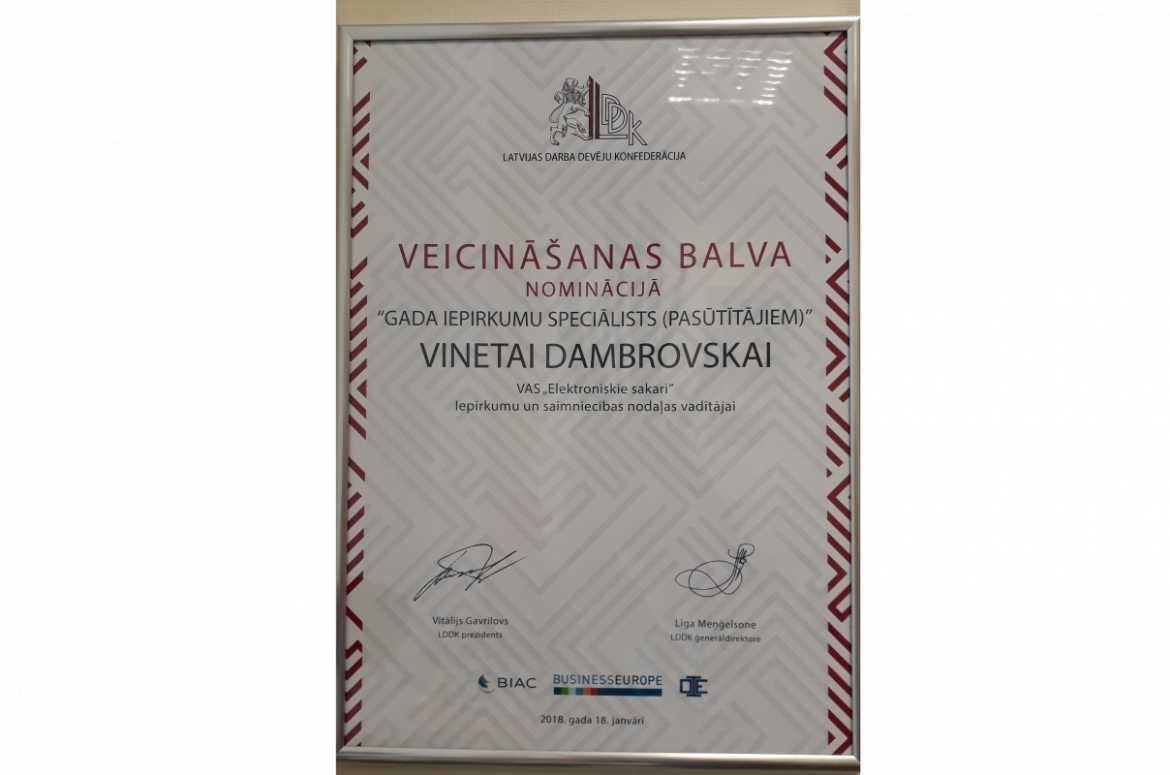 LDDK
LATVIJAS DARBA DEVĒJU KONFEDERĀCIJA
VEICINĀŠANAS BALVA
NOMINĀCIJĀ
"GADA IEPIRKUMU SPECIĀLISTS (PASŪTĪTĀJIEM)"
VINETAI DAMBROVSKAI
VAS „Elektroniskie sakari"
Iepirkumu un saimniecības nodaļas vadītājai
Vitālijs Gavrilovs
LDDK prezidents
Līga Meņģelsone
LDDK ģenerāldirektore
BIAC BUSINESSEUROPE OIE
2018. gada 18. janvārī